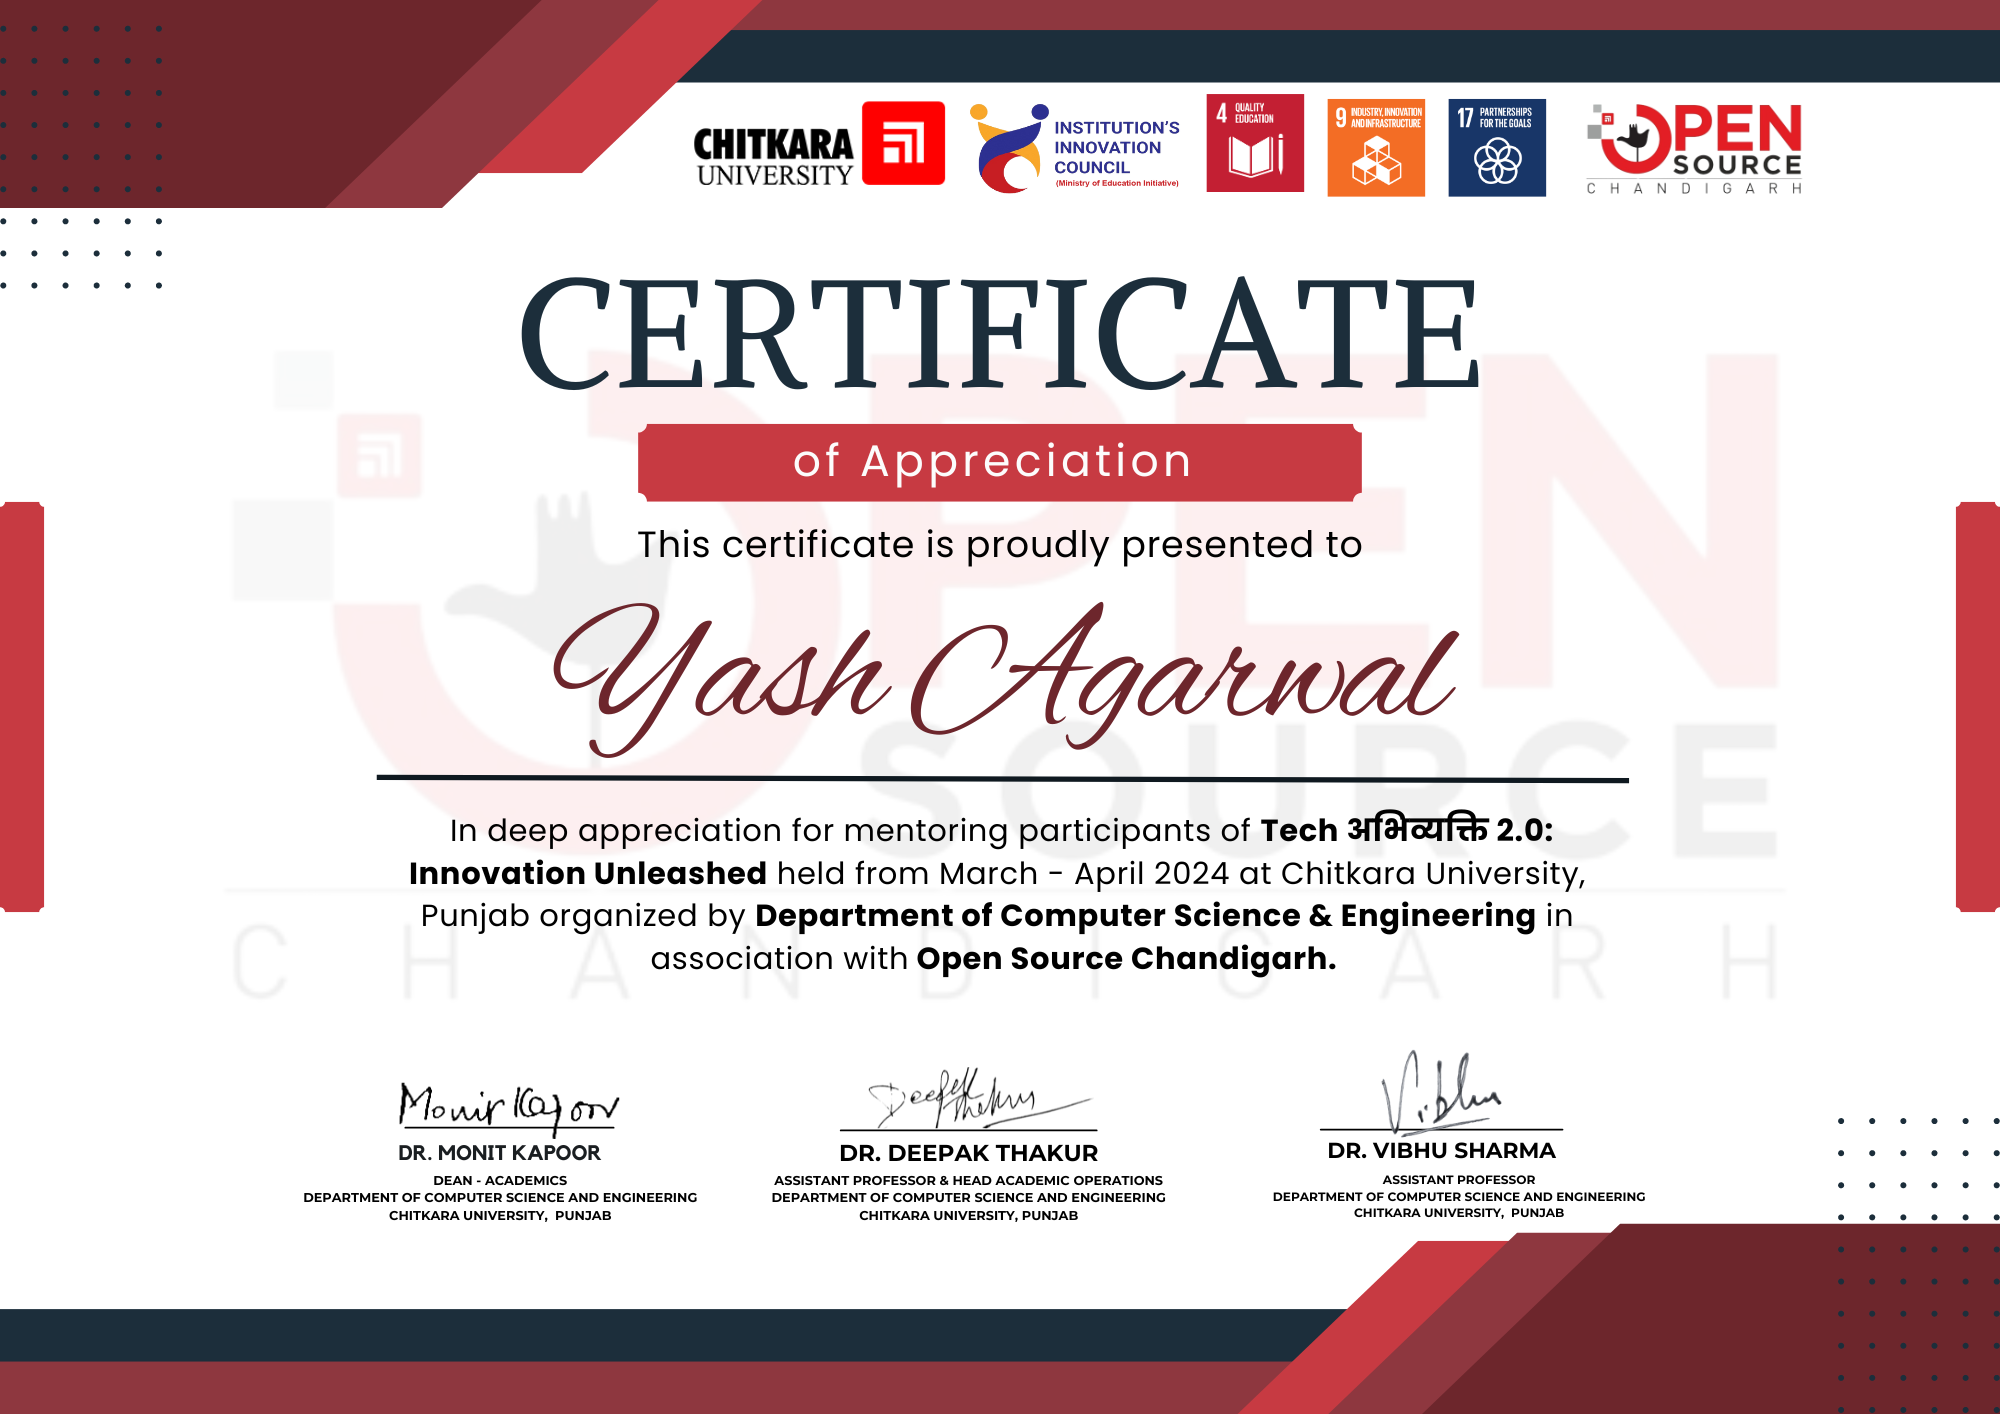 CHITKARA
UNIVERSITY
INSTITUTION'S
INNOVATION
COUNCIL
(Ministry of Education Initiative)
4 QUALITY
EDUCATION
9 INDUSTRY, INNOVATION
AND INFRASTRUCTURE
17 PARTNERSHIPS
FOR THE GOALS
OPEN
SOURCE
CHANDIGARH
CERTIFICATE
of Appreciation
This certificate is proudly presented to
Yash Agarwal
In deep appreciation for mentoring participants of Tech अभिव्यक्ति 2.0:
Innovation Unleashed held from March - April 2024 at Chitkara University,
Punjab organized by Department of Computer Science & Engineering in
association with Open Source Chandigarh.
OPEN
SOURCE
CHANDIGARH
Monit Kapoor
DR. MONIT KAPOOR
DEAN - ACADEMICS
DEPARTMENT OF COMPUTER SCIENCE AND ENGINEERING
CHITKARA UNIVERSITY, PUNJAB
Deepak
Thakur
DR. DEEPAK THAKUR
ASSISTANT PROFESSOR & HEAD ACADEMIC OPERATIONS
DEPARTMENT OF COMPUTER SCIENCE AND ENGINEERING
CHITKARA UNIVERSITY, PUNJAB
Vibhu
DR. VIBHU SHARMA
ASSISTANT PROFESSOR
DEPARTMENT OF COMPUTER SCIENCE AND ENGINEERING
CHITKARA UNIVERSITY, PUNJAB